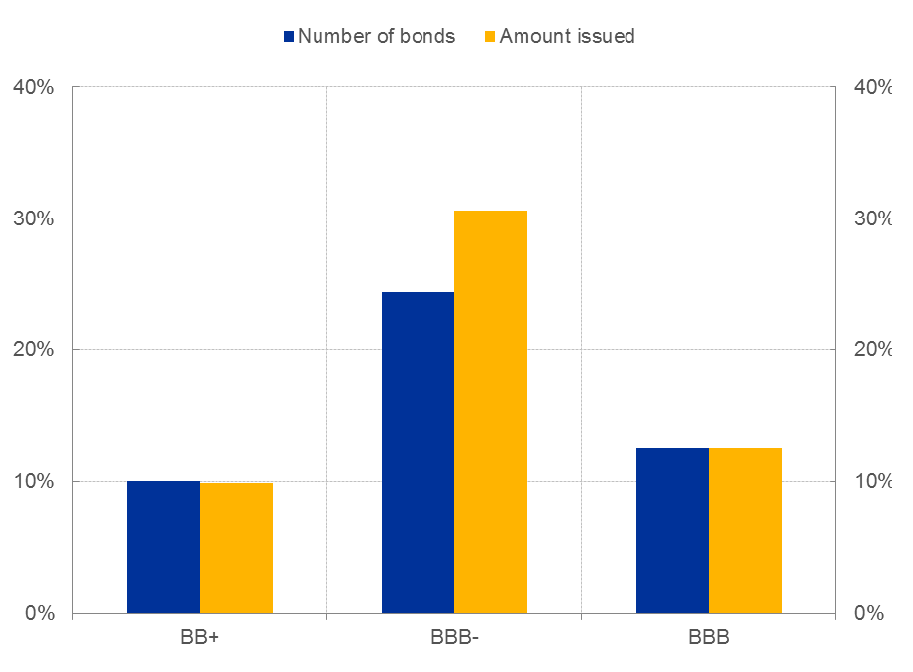 Number of bonds Amount issued
40% 40%
30% 30%
20% 20%
10% 10%
0% 0%
BB+ BBB- BBB